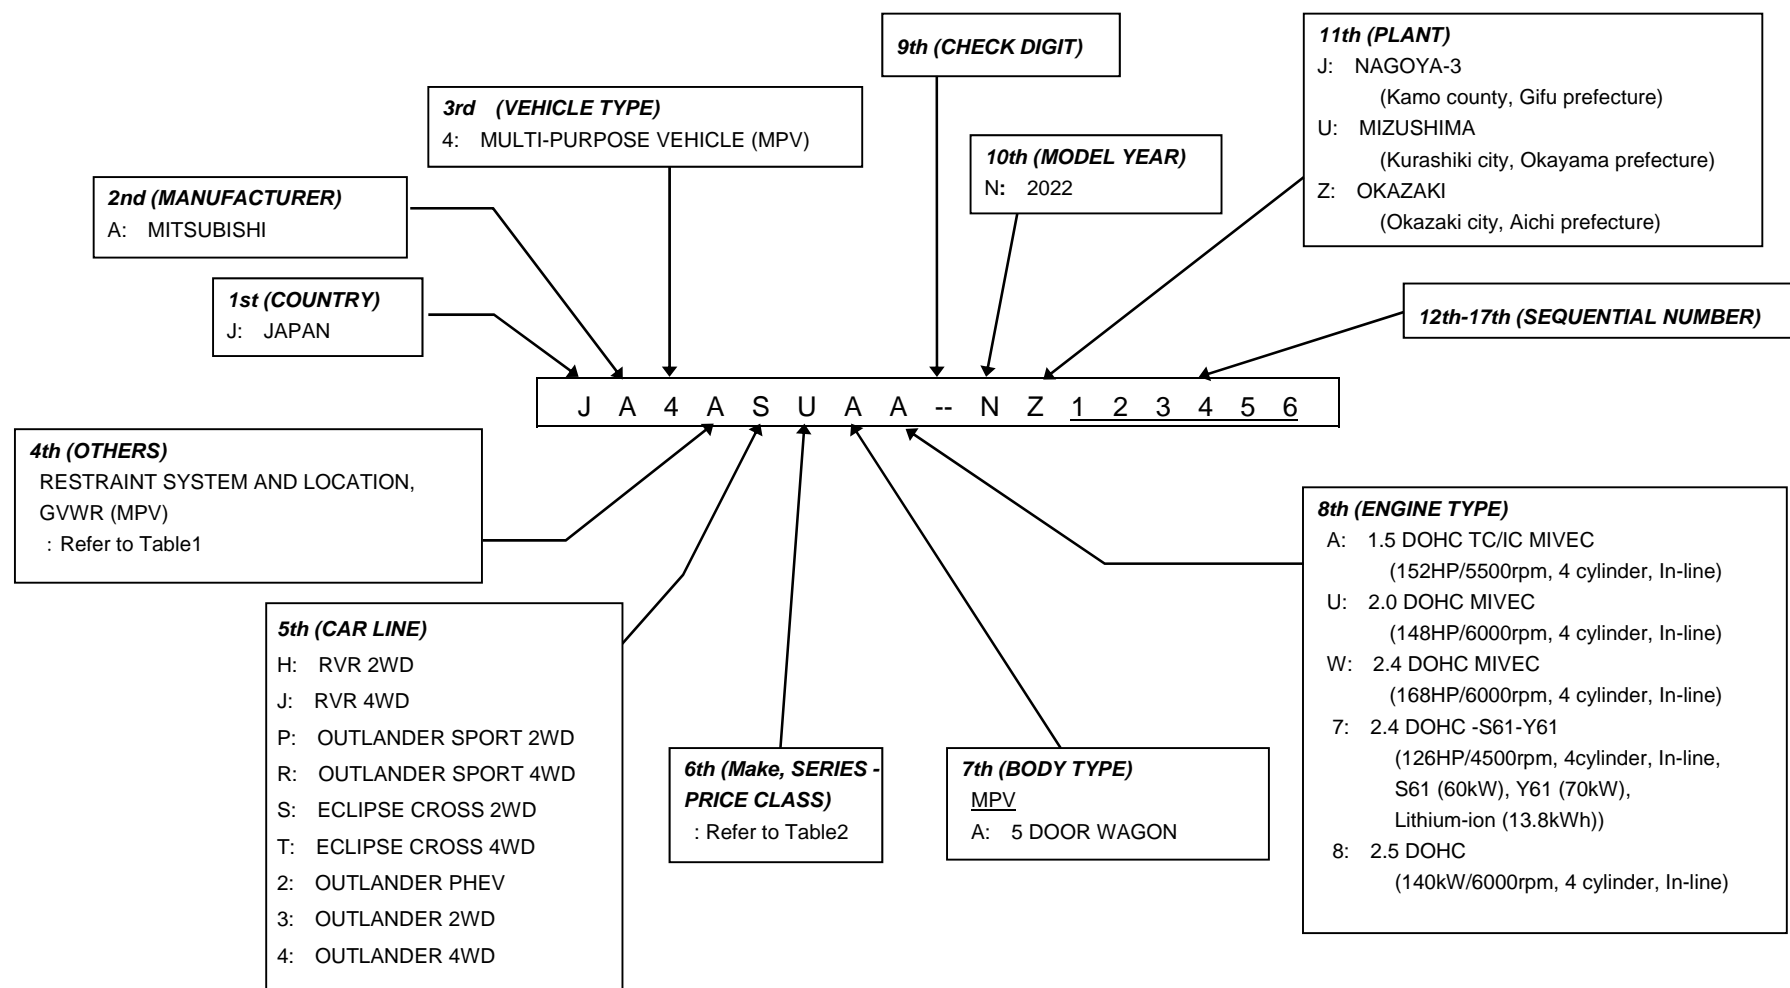 9th (CHECK DIGIT)
11th (PLANT)
J: NAGOYA-3
(Kamo county, Gifu prefecture)
U: MIZUSHIMA
(Kurashiki city, Okayama prefecture)
Z: OKAZAKI
(Okazaki city, Aichi prefecture)
3rd (VEHICLE TYPE)
4: MULTI-PURPOSE VEHICLE (MPV)
10th (MODEL YEAR)
N: 2022
2nd (MANUFACTURER)
A: MITSUBISHI
1st (COUNTRY)
J: JAPAN
12th-17th (SEQUENTIAL NUMBER)
J A 4 A S U A A -- N Z 1 2 3 4 5 6
4th (OTHERS)
RESTRAINT SYSTEM AND LOCATION,
GVWR (MPV)
: Refer to Table1
5th (CAR LINE)
H: RVR 2WD
J: RVR 4WD
P: OUTLANDER SPORT 2WD
R: OUTLANDER SPORT 4WD
S: ECLIPSE CROSS 2WD
T: ECLIPSE CROSS 4WD
2: OUTLANDER PHEV
3: OUTLANDER 2WD
4: OUTLANDER 4WD
6th (Make, SERIES -
PRICE CLASS)
: Refer to Table2
7th (BODY TYPE)
MPV
A: 5 DOOR WAGON
8th (ENGINE TYPE)
A: 1.5 DOHC TC/IC MIVEC
(152HP/5500rpm, 4 cylinder, In-line)
U: 2.0 DOHC MIVEC
(148HP/6000rpm, 4 cylinder, In-line)
W: 2.4 DOHC MIVEC
(168HP/6000rpm, 4 cylinder, In-line)
7: 2.4 DOHC -S61-Y61
(126HP/4500rpm, 4cylinder, In-line,
S61 (60kW), Y61 (70kW),
Lithium-ion (13.8kWh))
8: 2.5 DOHC
(140kW/6000rpm, 4 cylinder, In-line)